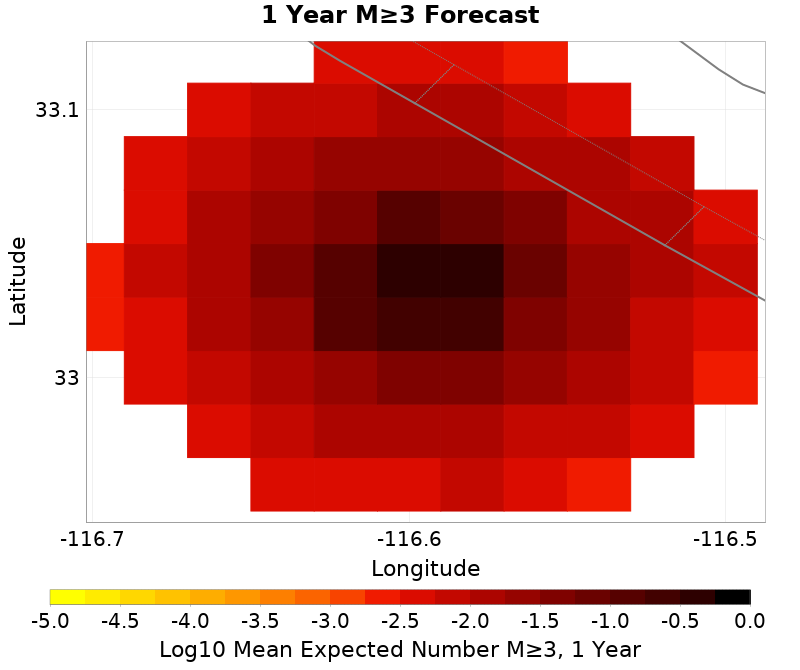 1 Year M≥3 Forecast
33.1
33
Latitude
-116.7 -116.6 -116.5
Longitude
-5.0 -4.5 -4.0 -3.5 -3.0 -2.5 -2.0 -1.5 -1.0 -0.5 0.0
Log10 Mean Expected Number M≥3, 1 Year